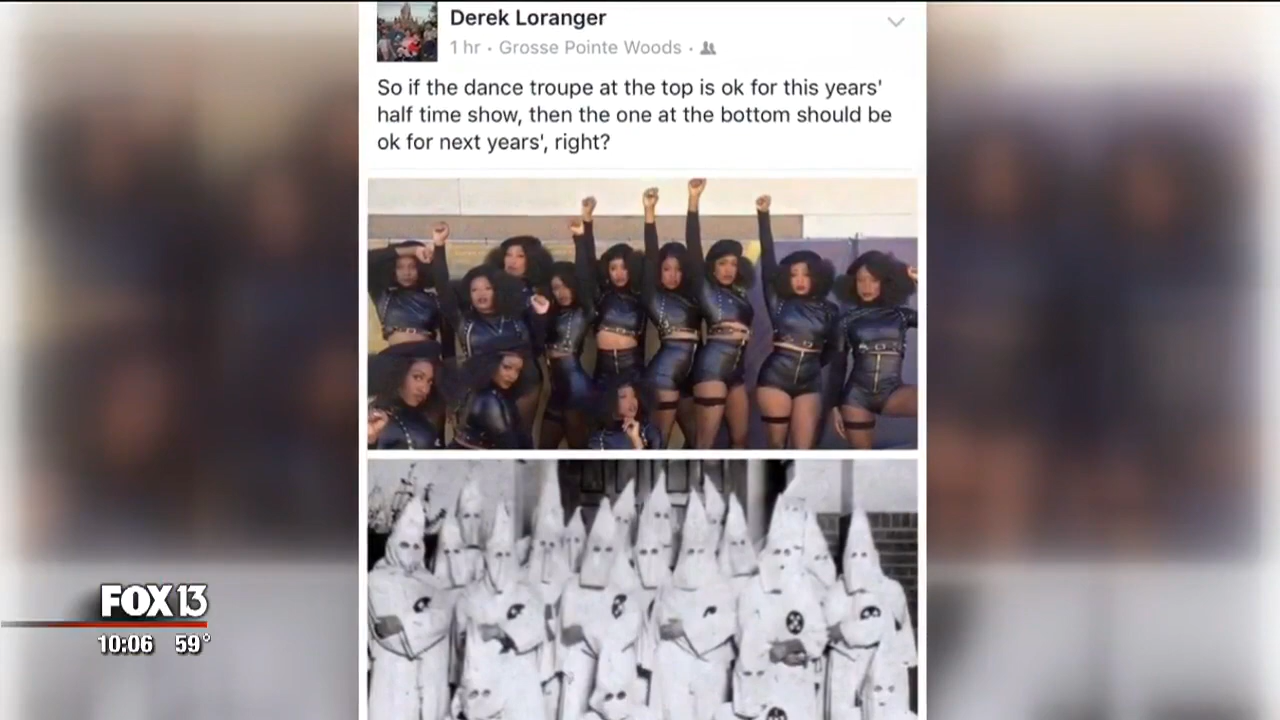 Derek Loranger
1 hr · Grosse Pointe Woods ·
So if the dance troupe at the top is ok for this years'
half time show, then the one at the bottom should be
ok for next years', right?
FOX 13
10:06 59°